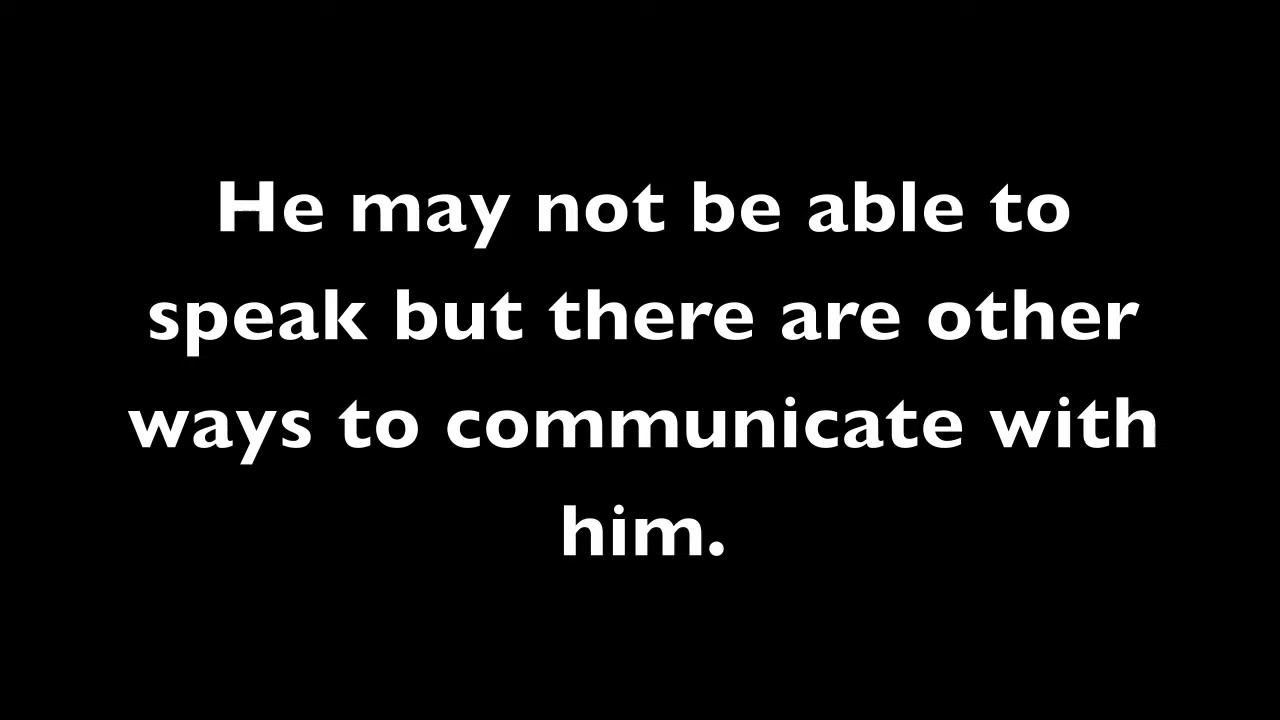 He may not be able to
speak but there are other
ways to communicate with
him.